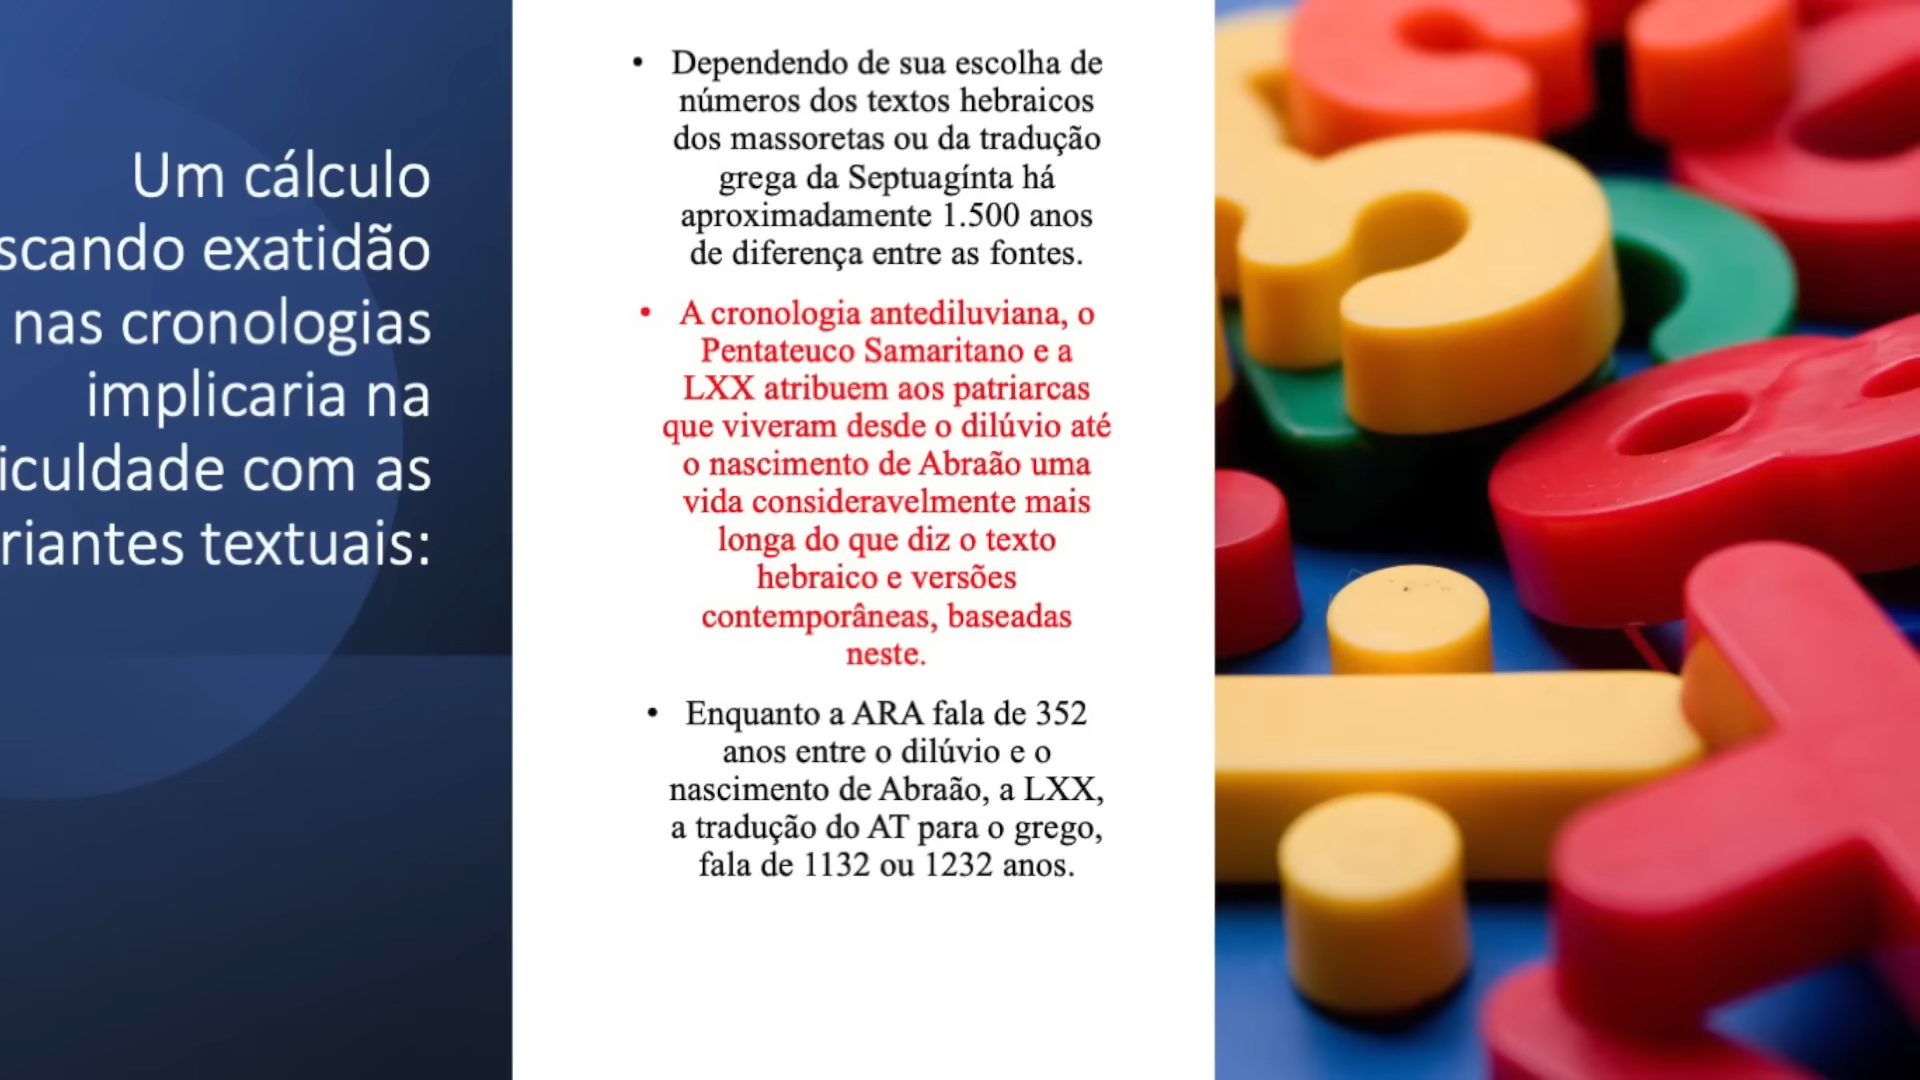 Um cálculo
scando exatidão
nas cronologias
implicaria na
iculdade com as
riantes textuais:
• Dependendo de sua escolha de
números dos textos hebraicos
dos massoretas ou da tradução
grega da Septuagínta há
aproximadamente 1.500 anos
de diferença entre as fontes.
• A cronologia antediluviana, o
Pentateuco Samaritano e a
LXX atribuem aos patriarcas
que viveram desde o dilúvio até
o nascimento de Abraão uma
vida consideravelmente mais
longa do que diz o texto
hebraico e versões
contemporâneas, baseadas
neste.
• Enquanto a ARA fala de 352
anos entre o dilúvio e o
nascimento de Abraão, a LXX,
a tradução do AT para o grego,
fala de 1132 ou 1232 anos.